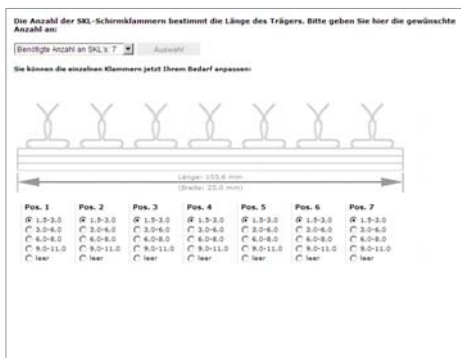 Die Anzahl der SKL-Schirmklammern bestimmt die Länge des Trägers. Bitte geben Sie hier die gewünschte
Anzahl an:
Benötigte Anzahl an SKL's: 7 Auswahl
Sie können die einzelnen Klammern jetzt Ihrem Bedarf anpassen:
Länge: 103.6 mm
(Breite: 25.0 mm)
Pos. 1 Pos. 2 Pos. 3 Pos. 4 Pos. 5 Pos. 6 Pos. 7
1.5-3.0 1.5-3.0 1.5-3.0 1.5-3.0 1.5-3.0 1.5-3.0 1.5-3.0
3.0-6.0 3.0-6.0 3.0-6.0 3.0-6.0 3.0-6.0 3.0-6.0 3.0-6.0
6.0-8.0 6.0-8.0 6.0-8.0 6.0-8.0 6.0-8.0 6.0-8.0 6.0-8.0
9.0-11.0 9.0-11.0 9.0-11.0 9.0-11.0 9.0-11.0 9.0-11.0 9.0-11.0
leer leer leer leer leer leer leer